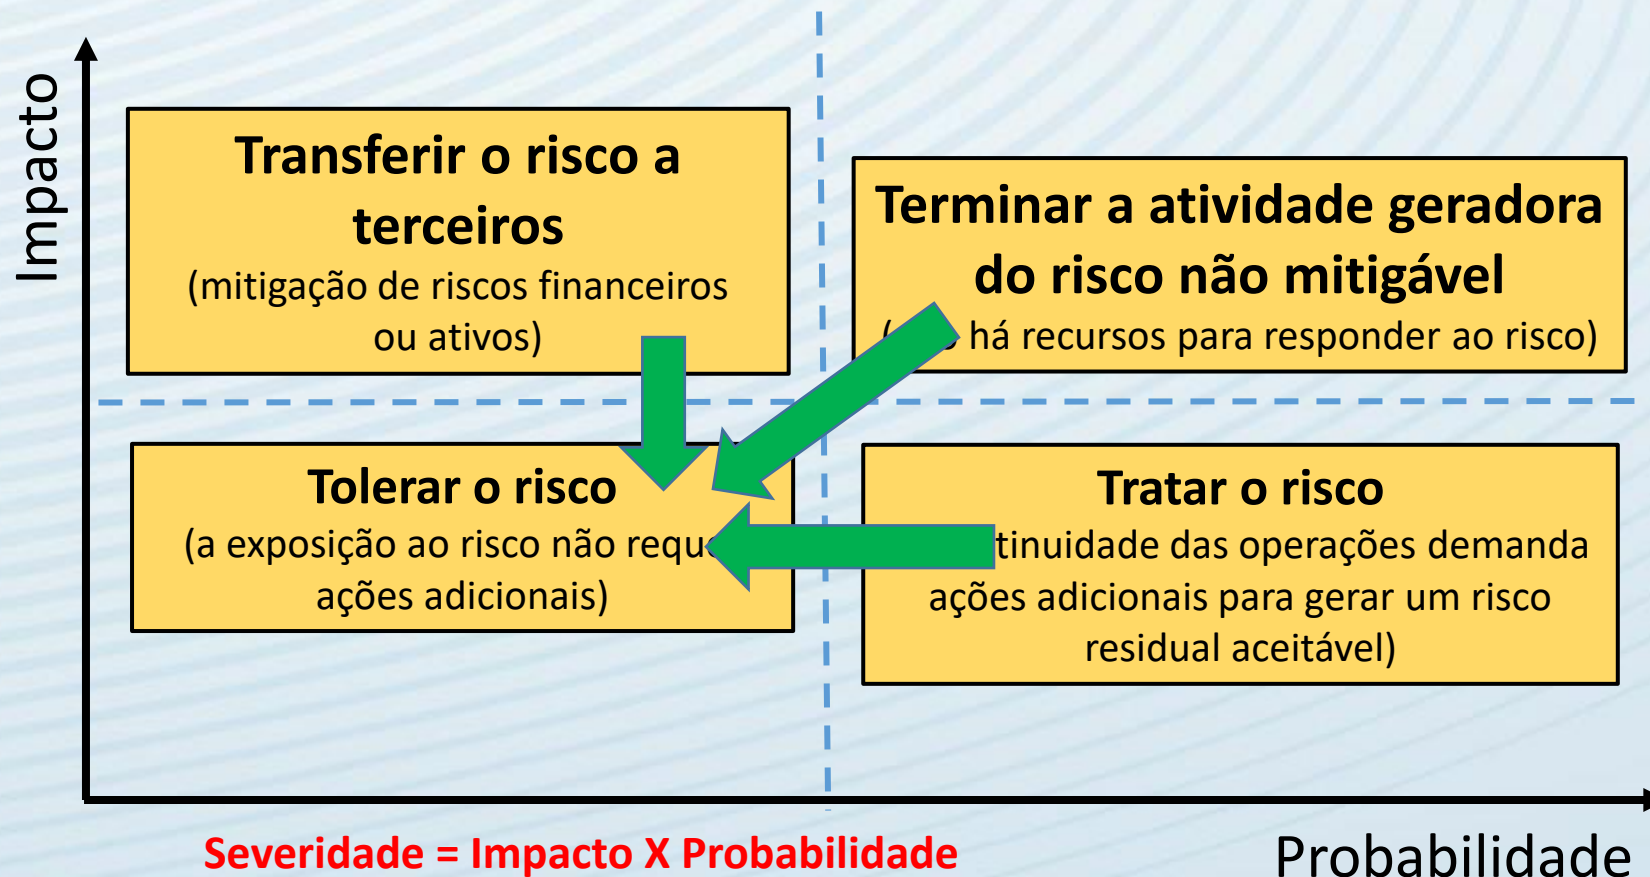 Impacto
Transferir o risco a
terceiros
(mitigação de riscos financeiros
ou ativos)
Terminar a atividade geradora
do risco não mitigável
há recursos para responder ao risco)
Tolerar o risco
(a exposição ao risco não
ações adicionais)
Tratar o risco
das operações demanda
ações adicionais para gerar um risco
residual aceitável)
Severidade = Impacto X Probabilidade
Probabilidade